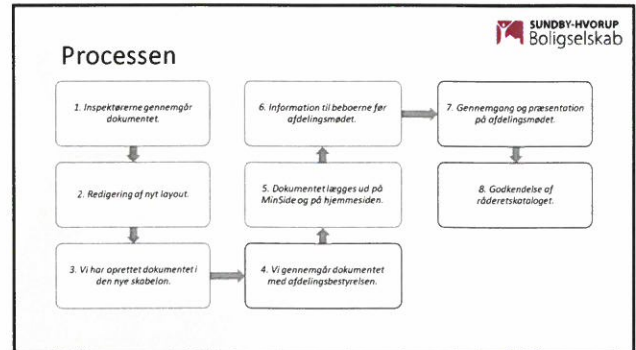 SUNDBY-HVORUP
Boligselskab
Processen
1. Inspektørerne gennemgår
dokumentet.
2. Redigering af nyt layout.
3. Vi har oprettet dokumentet i
den nye skabelon.
4. Vi gennemgår dokumentet
med afdelingsbestyrelsen.
5. Dokumentet lægges ud på
MinSide og på hjemmesiden.
6. Information til beboerne før
afdelingsmødet.
7. Gennemgang og præsentation
på afdelingsmødet.
8. Godkendelse af
råderetskataloget.